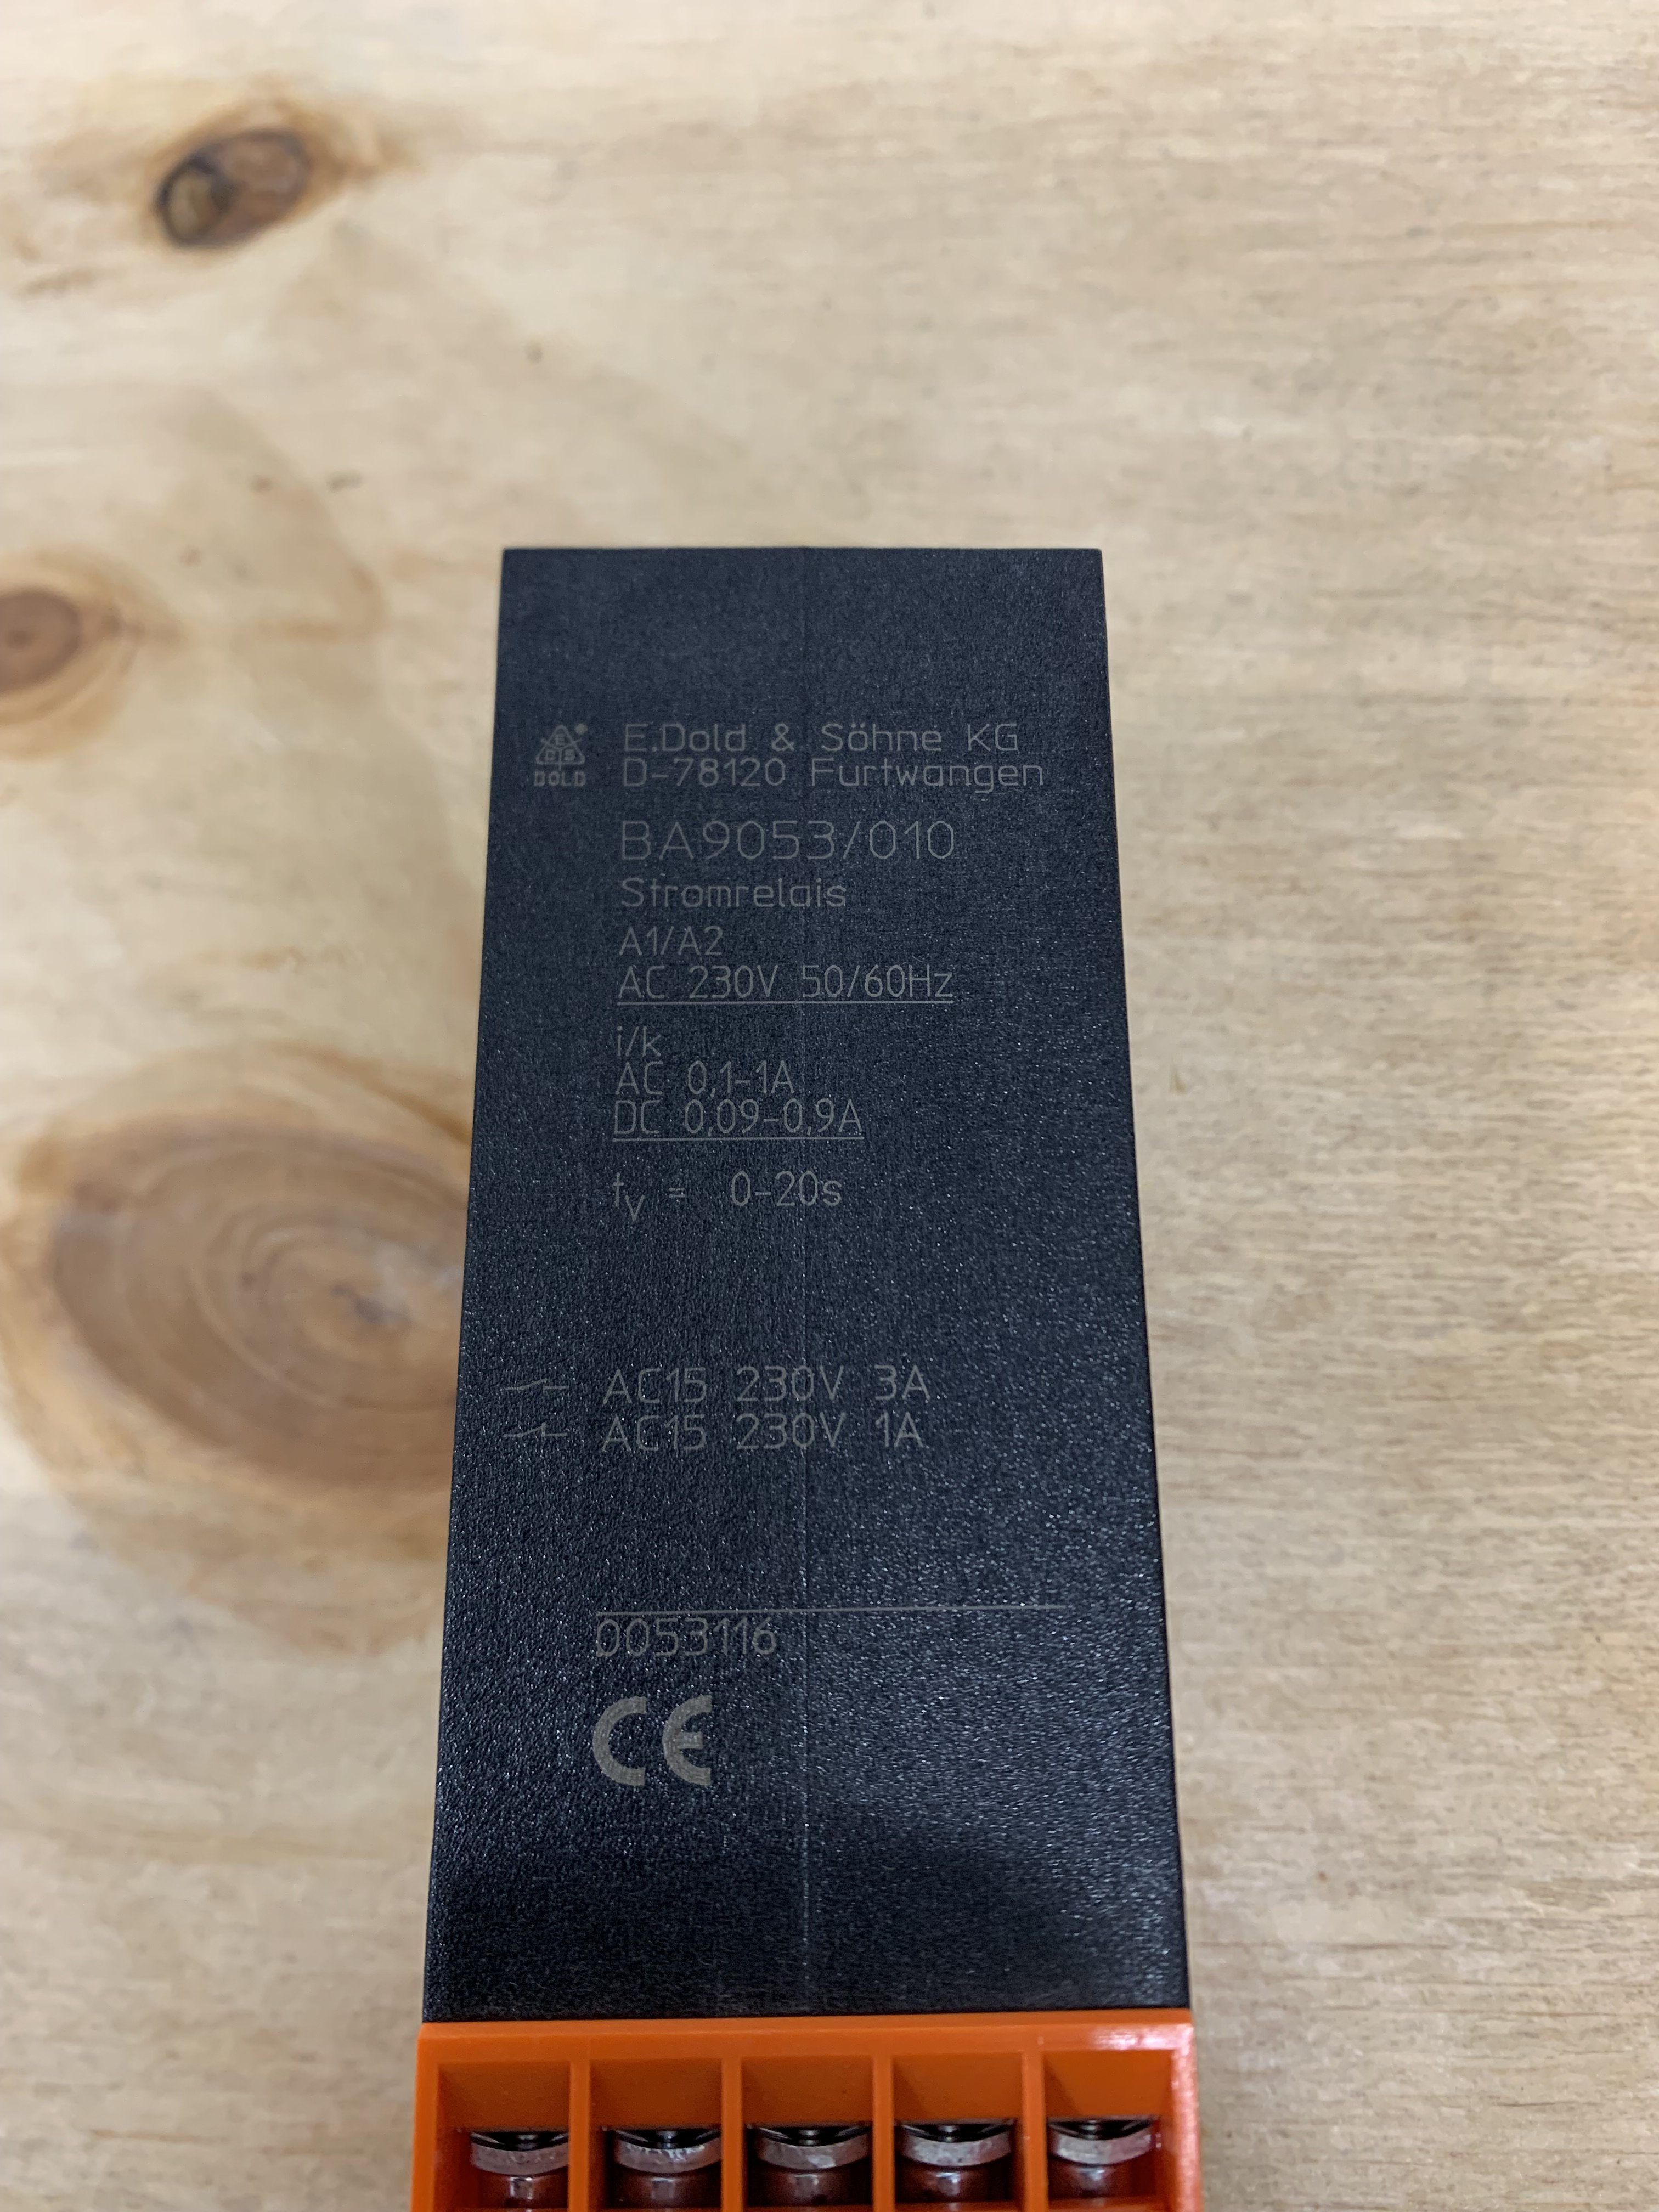 E.Dold & Söhne KG
DOLD D-78120 Furtwangen
BA9053/010
Stromrelais
A1/A2
AC 230V 50/60Hz
i/k
AC 0,1-1A
DC 0,09-0,9A
tv = 0-20s
AC15 230V 3A
AC15 230V 1A
0053116
CE